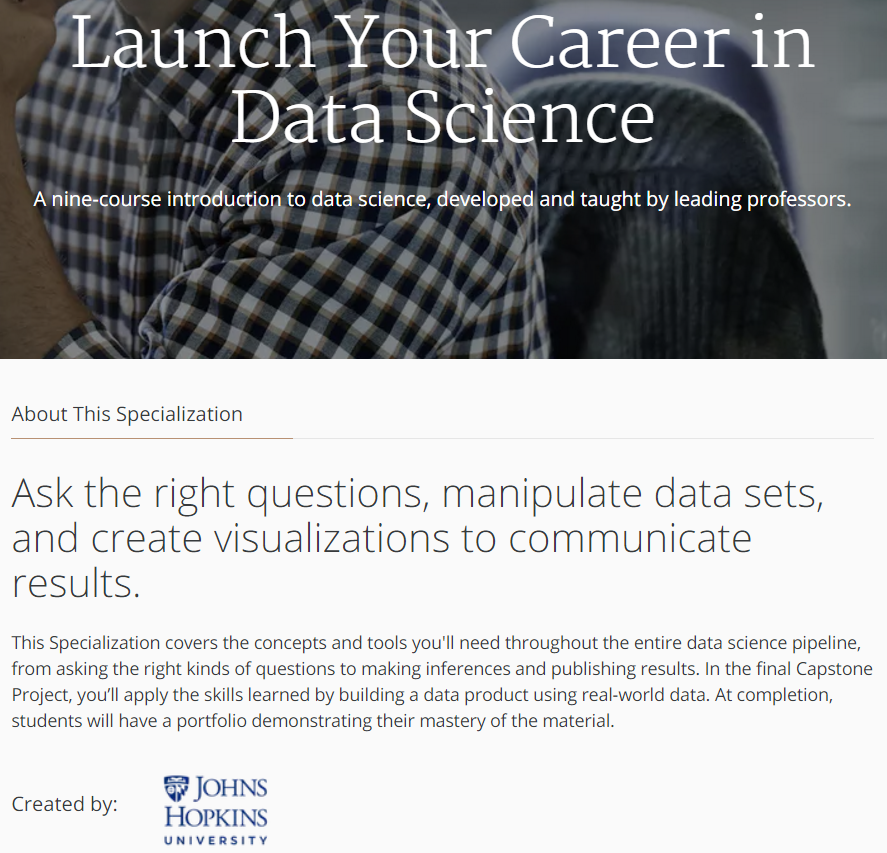 Launch Your Career in
Data Science
A nine-course introduction to data science, developed and taught by leading professors.
About This Specialization
Ask the right questions, manipulate data sets,
and create visualizations to communicate
results.
This Specialization covers the concepts and tools you'll need throughout the entire data science pipeline,
from asking the right kinds of questions to making inferences and publishing results. In the final Capstone
Project, you’ll apply the skills learned by building a data product using real-world data. At completion,
students will have a portfolio demonstrating their mastery of the material.
Created by:
JOHNS
HOPKINS
UNIVERSITY